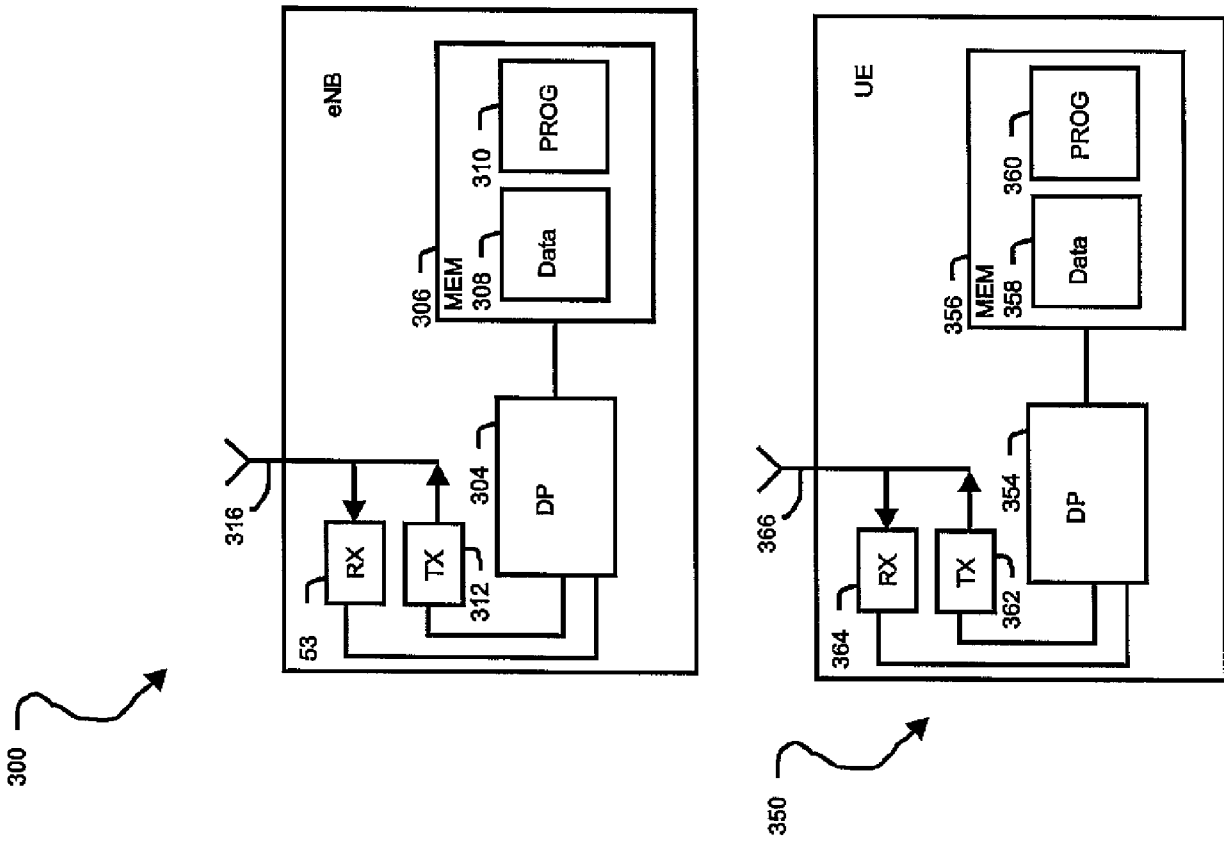 300
316
eNB
53
RX
TX
312
304
DP
306
MEM
308
Data
310
PROG
350
366
UE
364
RX
TX
362
354
DP
356
MEM
358
Data
360
PROG